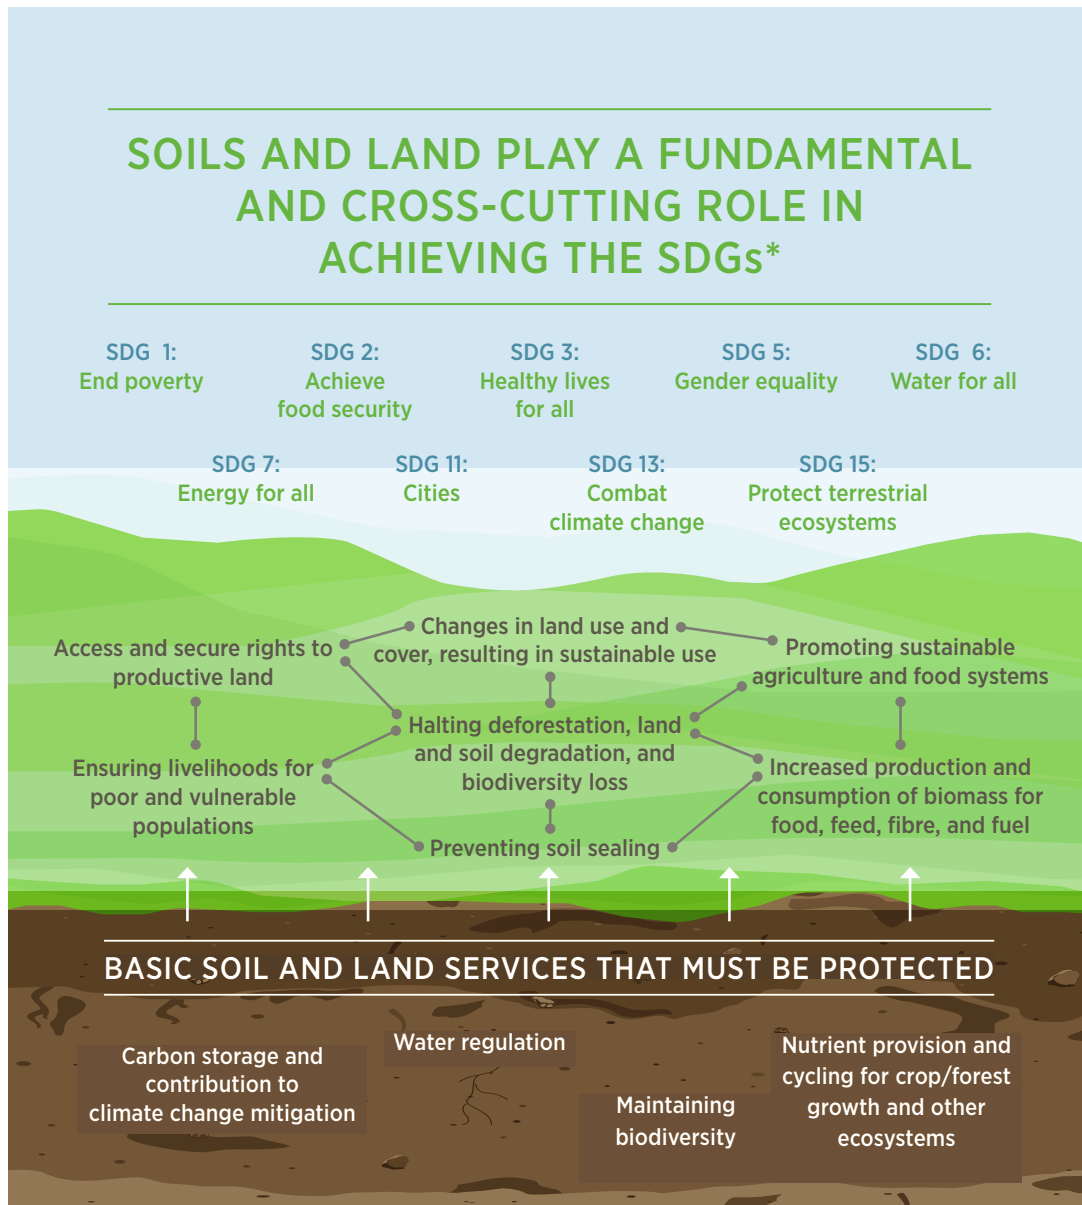 SOILS AND LAND PLAY A FUNDAMENTAL
AND CROSS-CUTTING ROLE IN
ACHIEVING THE SDGs*
SDG 1:
End poverty
SDG 2:
Achieve
food security
SDG 3:
Healthy lives
for all
SDG 5:
Gender equality
SDG 6:
Water for all
SDG 7:
Energy for all
SDG 11:
Cities
SDG 13:
Combat
climate change
SDG 15:
Protect terrestrial
ecosystems
Access and secure rights to
productive land
Changes in land use and
cover, resulting in sustainable use
Promoting sustainable
agriculture and food systems
Halting deforestation, land
and soil degradation, and
biodiversity loss
Ensuring livelihoods for
poor and vulnerable
populations
Increased production and
consumption of biomass for
food, feed, fibre, and fuel
Preventing soil sealing
BASIC SOIL AND LAND SERVICES THAT MUST BE PROTECTED
Carbon storage and
contribution to
climate change mitigation
Water regulation
Maintaining
biodiversity
Nutrient provision and
cycling for crop/forest
growth and other
ecosystems